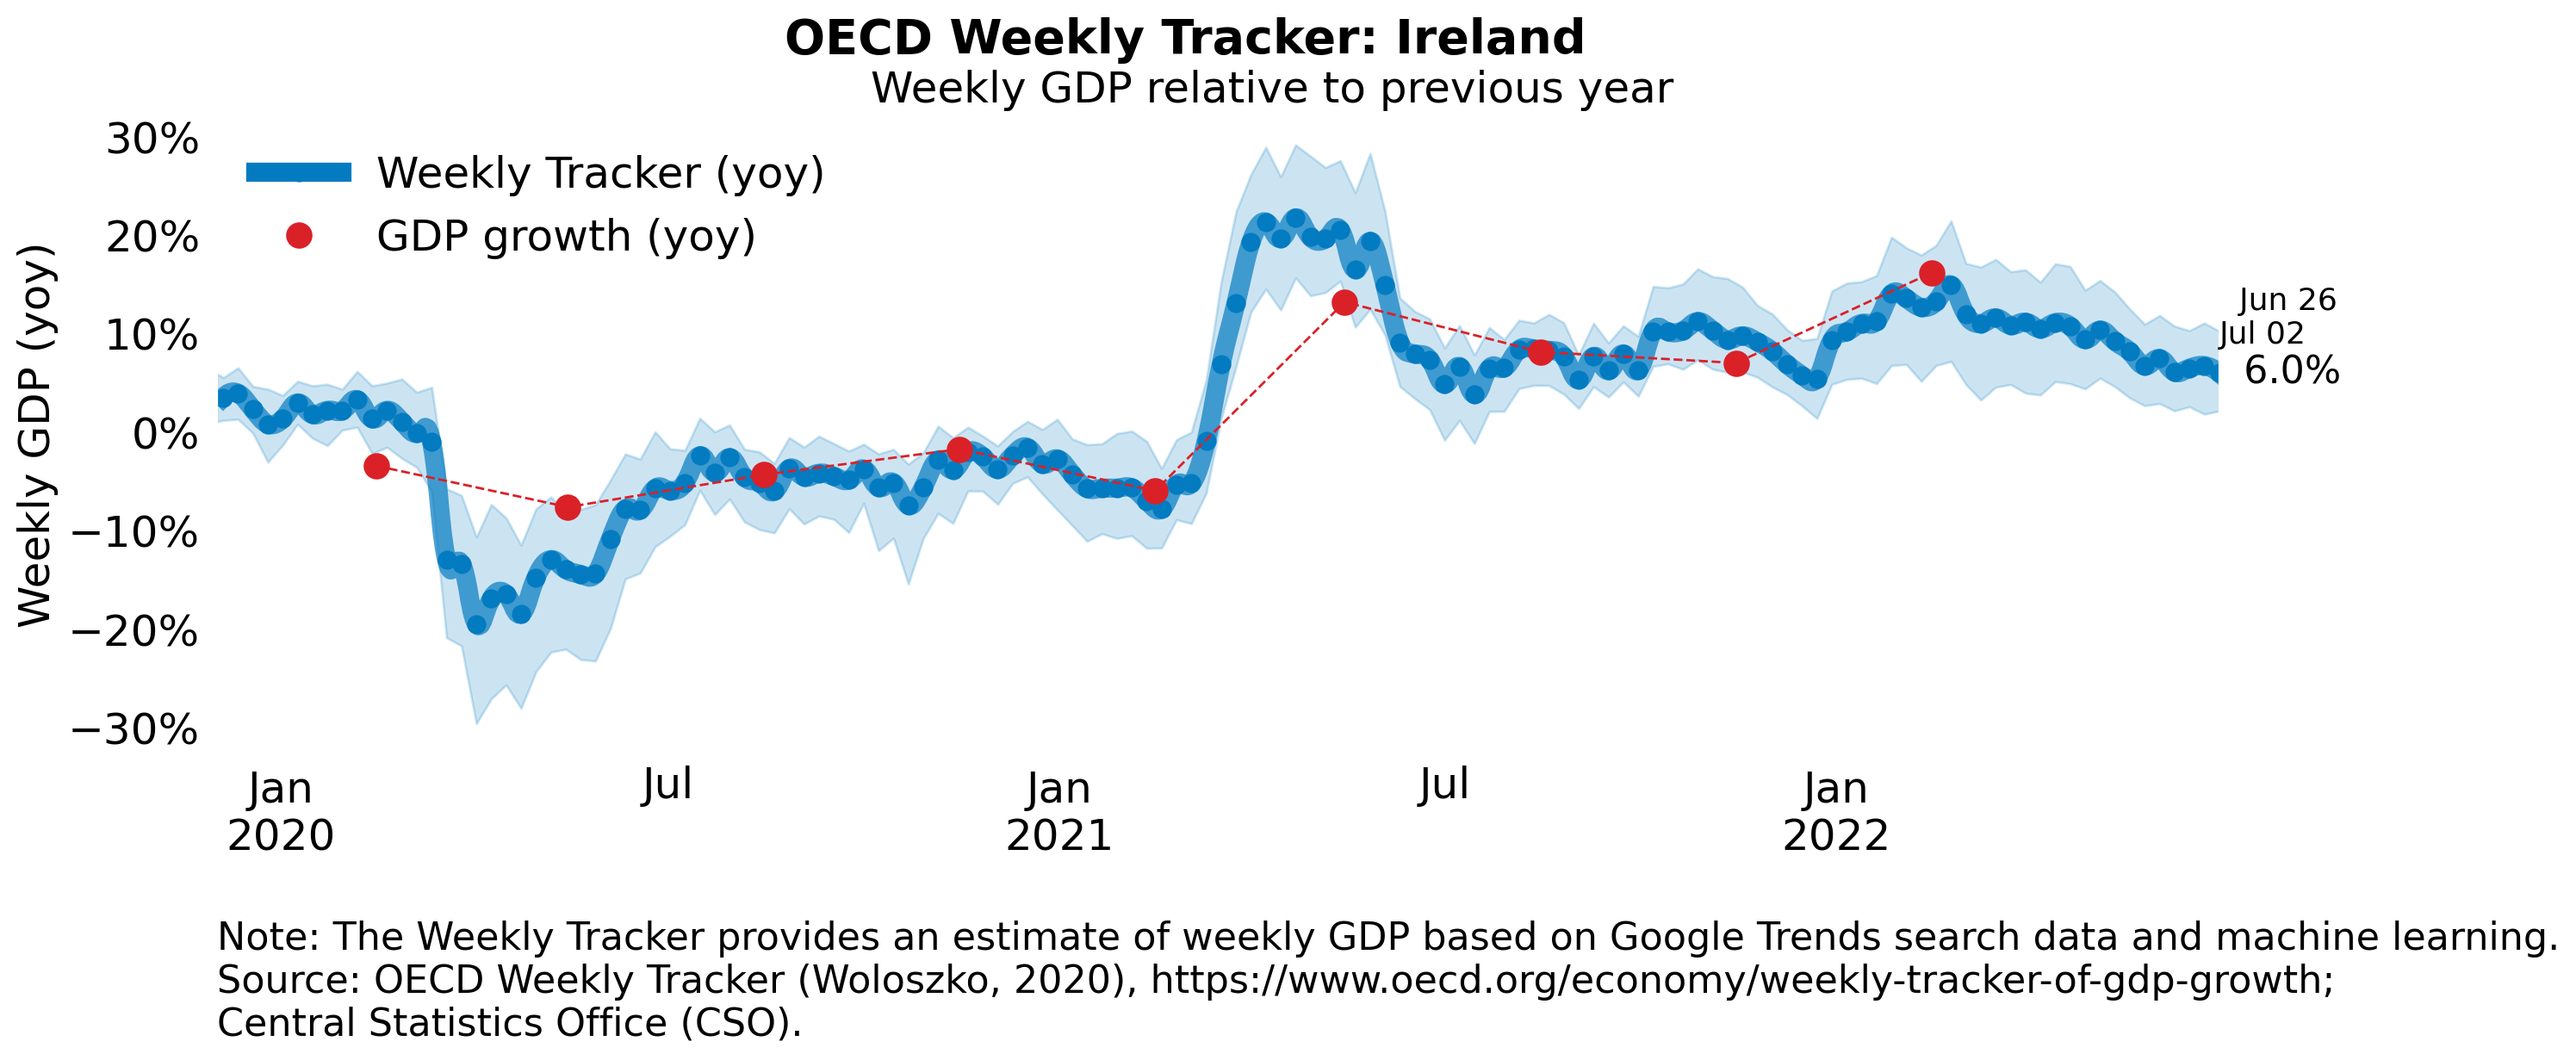 OECD Weekly Tracker: Ireland
Weekly GDP relative to previous year
Weekly GDP (yoy)
30%
20%
10%
0%
−10%
−20%
−30%
Weekly Tracker (yoy)
GDP growth (yoy)
Jun 26
Jul 02
6.0%
Jan
2020
Jul
Jan
2021
Jul
Jan
2022
Note: The Weekly Tracker provides an estimate of weekly GDP based on Google Trends search data and machine learning.
Source: OECD Weekly Tracker (Woloszko, 2020), https://www.oecd.org/economy/weekly-tracker-of-gdp-growth;
Central Statistics Office (CSO).